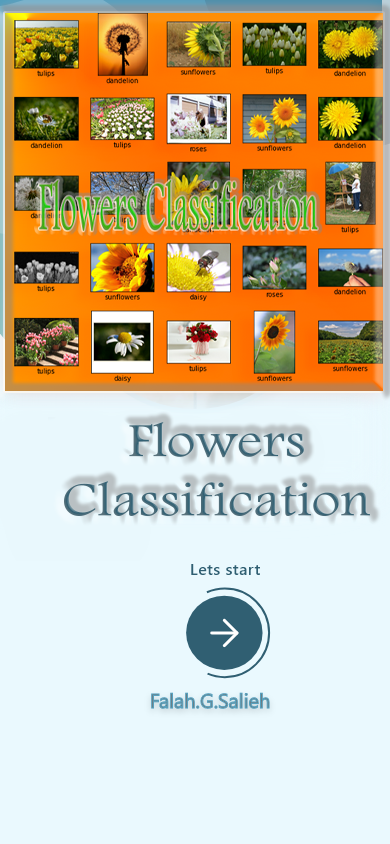 tulips dandelion sunflowers tulips dandelion
dandelion tulips roses sunflowers dandelion
Flowers Classification
tulips
tulips sunflowers daisy roses dandelion
tulips daisy tulips sunflowers sunflowers
Flowers
Classification
Lets start
Falah.G.Salieh